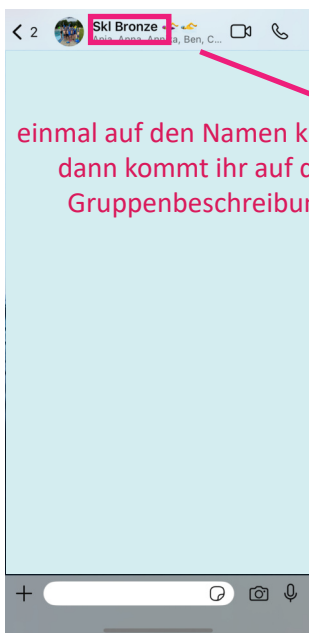 2 Skl Bronze
Anja, Anna, Annika, Ben, C...
einmal auf den Namen k
dann kommt ihr auf d
Gruppenbeschreibun